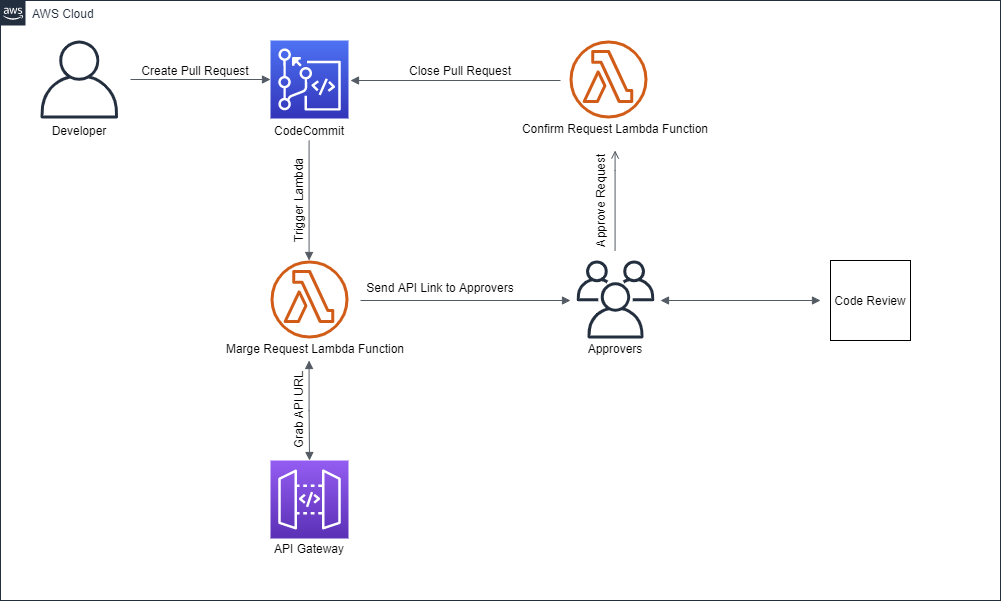 aws
AWS Cloud
Create Pull Request
Close Pull Request
</>
Developer
CodeCommit
Confirm Request Lambda Function
Trigger Lambda
Approve Request
Send API Link to Approvers
Code Review
Marge Request Lambda Function
Approvers
Grab API URL
</>
API Gateway